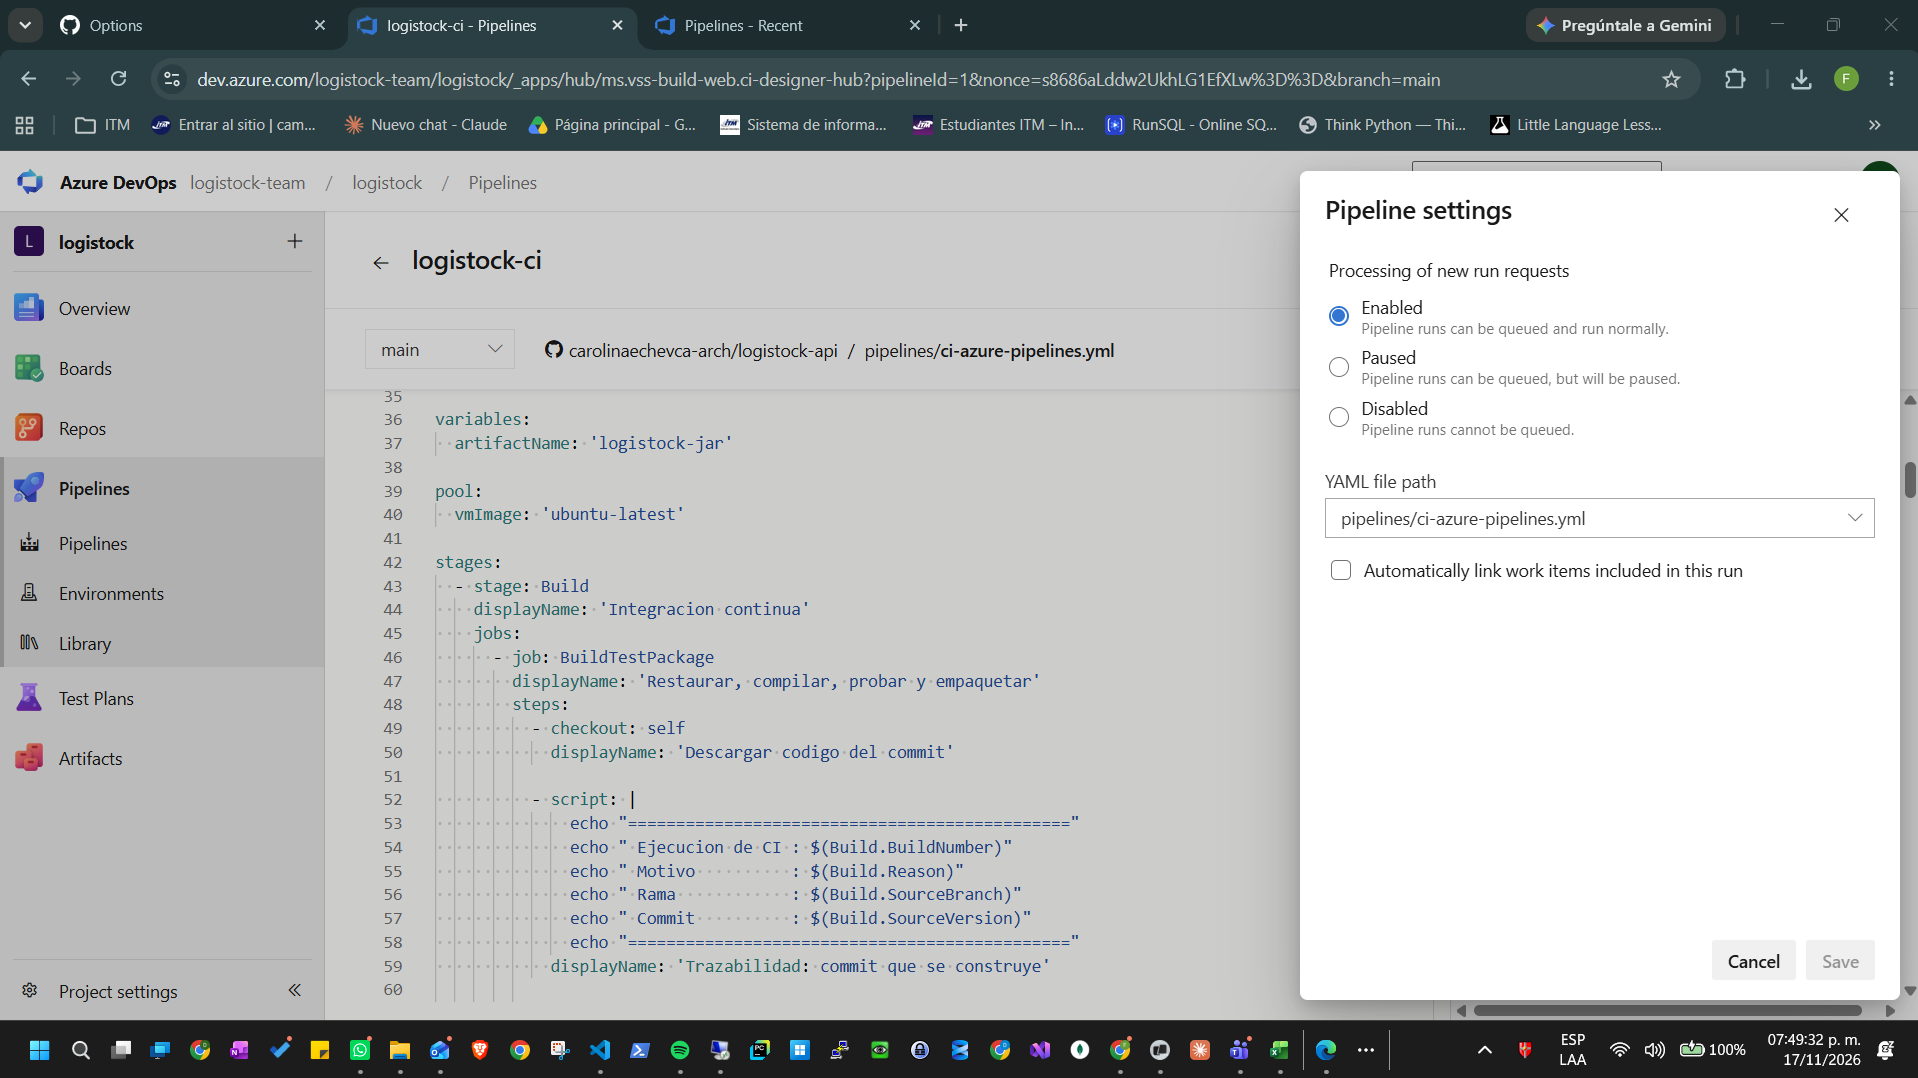 Options
logistock-ci - Pipelines
Pipelines - Recent
Pregúntale a Gemini
dev.azure.com/logistock-team/logistock/_apps/hub/ms.vss-build-web.ci-designer-hub?pipelineId=1&nonce=s8686aLddw2UkhLG1EfXLw%3D%3D&branch=main
F
ITM
Entrar al sitio | cam...
Nuevo chat - Claude
Página principal - G...
Sistema de informa...
Estudiantes ITM – In...
RunSQL - Online SQ...
Think Python — Thi...
Little Language Less...
Azure DevOps logistock-team / logistock / Pipelines
L logistock
Overview
Boards
Repos
Pipelines
Pipelines
Environments
Library
Test Plans
Artifacts
Project settings
logistock-ci
main
carolinaechevca-arch/logistock-api / pipelines/ci-azure-pipelines.yml
35
36 variables:
37 artifactName: 'logistock-jar'
38
39 pool:
40 vmImage: 'ubuntu-latest'
41
42 stages:
43 - stage: Build
44 displayName: 'Integracion continua'
45 jobs:
46 - job: BuildTestPackage
47 displayName: 'Restaurar, compilar, probar y empaquetar'
48 steps:
49 - checkout: self
50 displayName: 'Descargar codigo del commit'
51
52 - script: |
53 echo "=============================================="
54 echo " Ejecucion de CI : $(Build.BuildNumber)"
55 echo " Motivo          : $(Build.Reason)"
56 echo " Rama            : $(Build.SourceBranch)"
57 echo " Commit          : $(Build.SourceVersion)"
58 echo "=============================================="
59 displayName: 'Trazabilidad: commit que se construye'
60
Pipeline settings
Processing of new run requests
Enabled
Pipeline runs can be queued and run normally.
Paused
Pipeline runs can be queued, but will be paused.
Disabled
Pipeline runs cannot be queued.
YAML file path
pipelines/ci-azure-pipelines.yml
Automatically link work items included in this run
Cancel
Save
ESP
LAA
100%
07:49:32 p. m.
17/11/2026